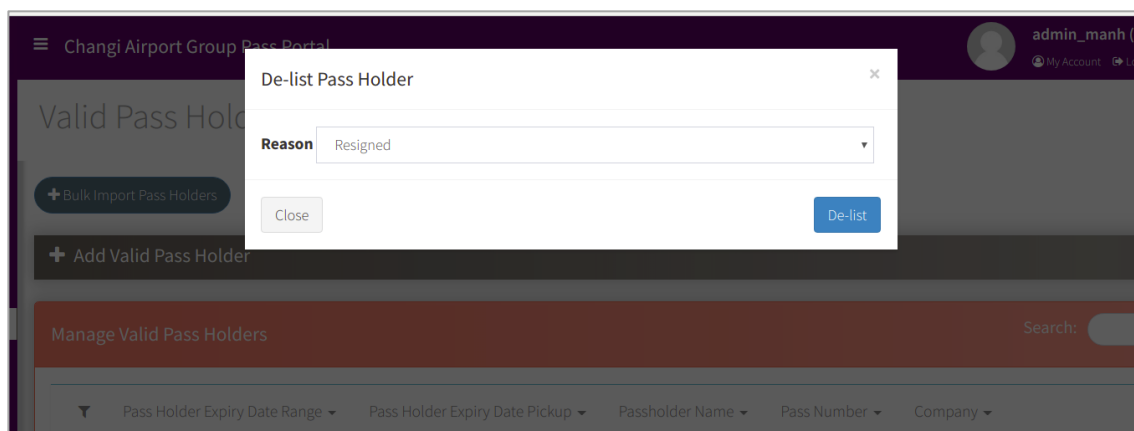 Changi Airport Group Pass Portal
admin_manh (
My Account
De-list Pass Holder
×
Valid Pass
Reason Resigned
Bulk Import Pass Holders
Close De-list
Add Valid Pass Holder
Manage Valid Pass Holders Search:
Pass Holder Expiry Date Range Pass Holder Expiry Date Pickup Passholder Name Pass Number Company